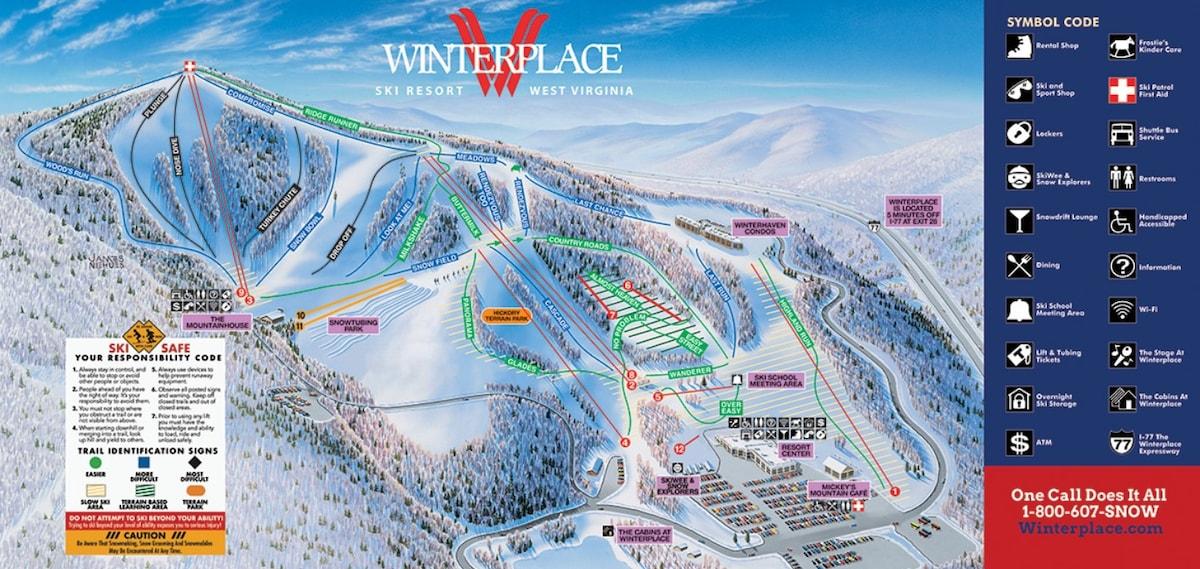 WINTERPLACE
SKI RESORT WEST VIRGINIA
PLUNGE
NOSE DIVE
COMPROMISE
RIDGE RUNNER
WOOD'S RUN
TURKEY CHUTE
SNOW BOWL
DROP OFF
LOOK AT ME
MILKSHAKE
BUTTERMILK
MEADOWS
RENDEZVOUS TOO
RENDEZVOUS
LAST CHANCE
COUNTRY ROADS
SNOW FIELD
PANORAMA
CASCADE
GLADES
ALMOST HEAVEN
NO PROBLEM
EASY STREET
WANDERER
LAST RUN
HIGHLAND RUN
OVER EASY
HICKORY
TERRAIN PARK
WINTERHAVEN
CONDOS
WINTERPLACE
IS LOCATED
5 MINUTES OFF
I-77 AT EXIT 28
77
THE
MOUNTAINHOUSE
SNOWTUBING
PARK
SKI SCHOOL
MEETING AREA
RESORT
CENTER
SKIWEE &
SNOW
EXPLORERS
MICKEY'S
MOUNTAIN CAFÉ
THE CABINS AT
WINTERPLACE
9
3
10
11
6
7
8
2
5
4
12
1
JAMES
NIEHUES
SKI SAFE
YOUR RESPONSIBILITY CODE
1. Always stay in control, and
be able to stop or avoid
other people or objects.
2. People ahead of you have
the right of way. It's your
responsibility to avoid them.
3. You must not stop where
you obstruct a trail or are
not visible from above.
4. When starting downhill or
merging into a trail, look
up hill and yield to others.
5. Always use devices to
help prevent runaway
equipment.
6. Observe all posted signs
and warning. Keep off
closed trails and out of
closed areas.
7. Prior to using any lift
you must have the
knowledge and ability
to load, ride and
unload safely.
TRAIL IDENTIFICATION SIGNS
EASIER
MORE
DIFFICULT
MOST
DIFFICULT
SLOW SKI
AREA
TERRAIN BASED
LEARNING AREA
TERRAIN
PARK
DO NOT ATTEMPT TO SKI BEYOND YOUR ABILITY!
Trying to ski beyond your level of ability exposes you to serious injury!
/// CAUTION ///
Be Aware That Snowmaking, Snow Grooming And Snowmobiles
May Be Encountered At Any Time.
SYMBOL CODE
Rental Shop
Frostie's
Kinder Care
Ski and
Sport Shop
Ski Patrol
First Aid
Lockers
Shuttle Bus
Service
SkiWee &
Snow Explorers
Restrooms
Snowdrift Lounge
Handicapped
Accessible
Dining
Information
Ski School
Meeting Area
Wi-Fi
Lift & Tubing
Tickets
The Stage At
Winterplace
Overnight
Ski Storage
The Cabins At
Winterplace
$
ATM
77
I-77 The
Winterplace
Expressway
One Call Does It All
1-800-607-SNOW
Winterplace.com